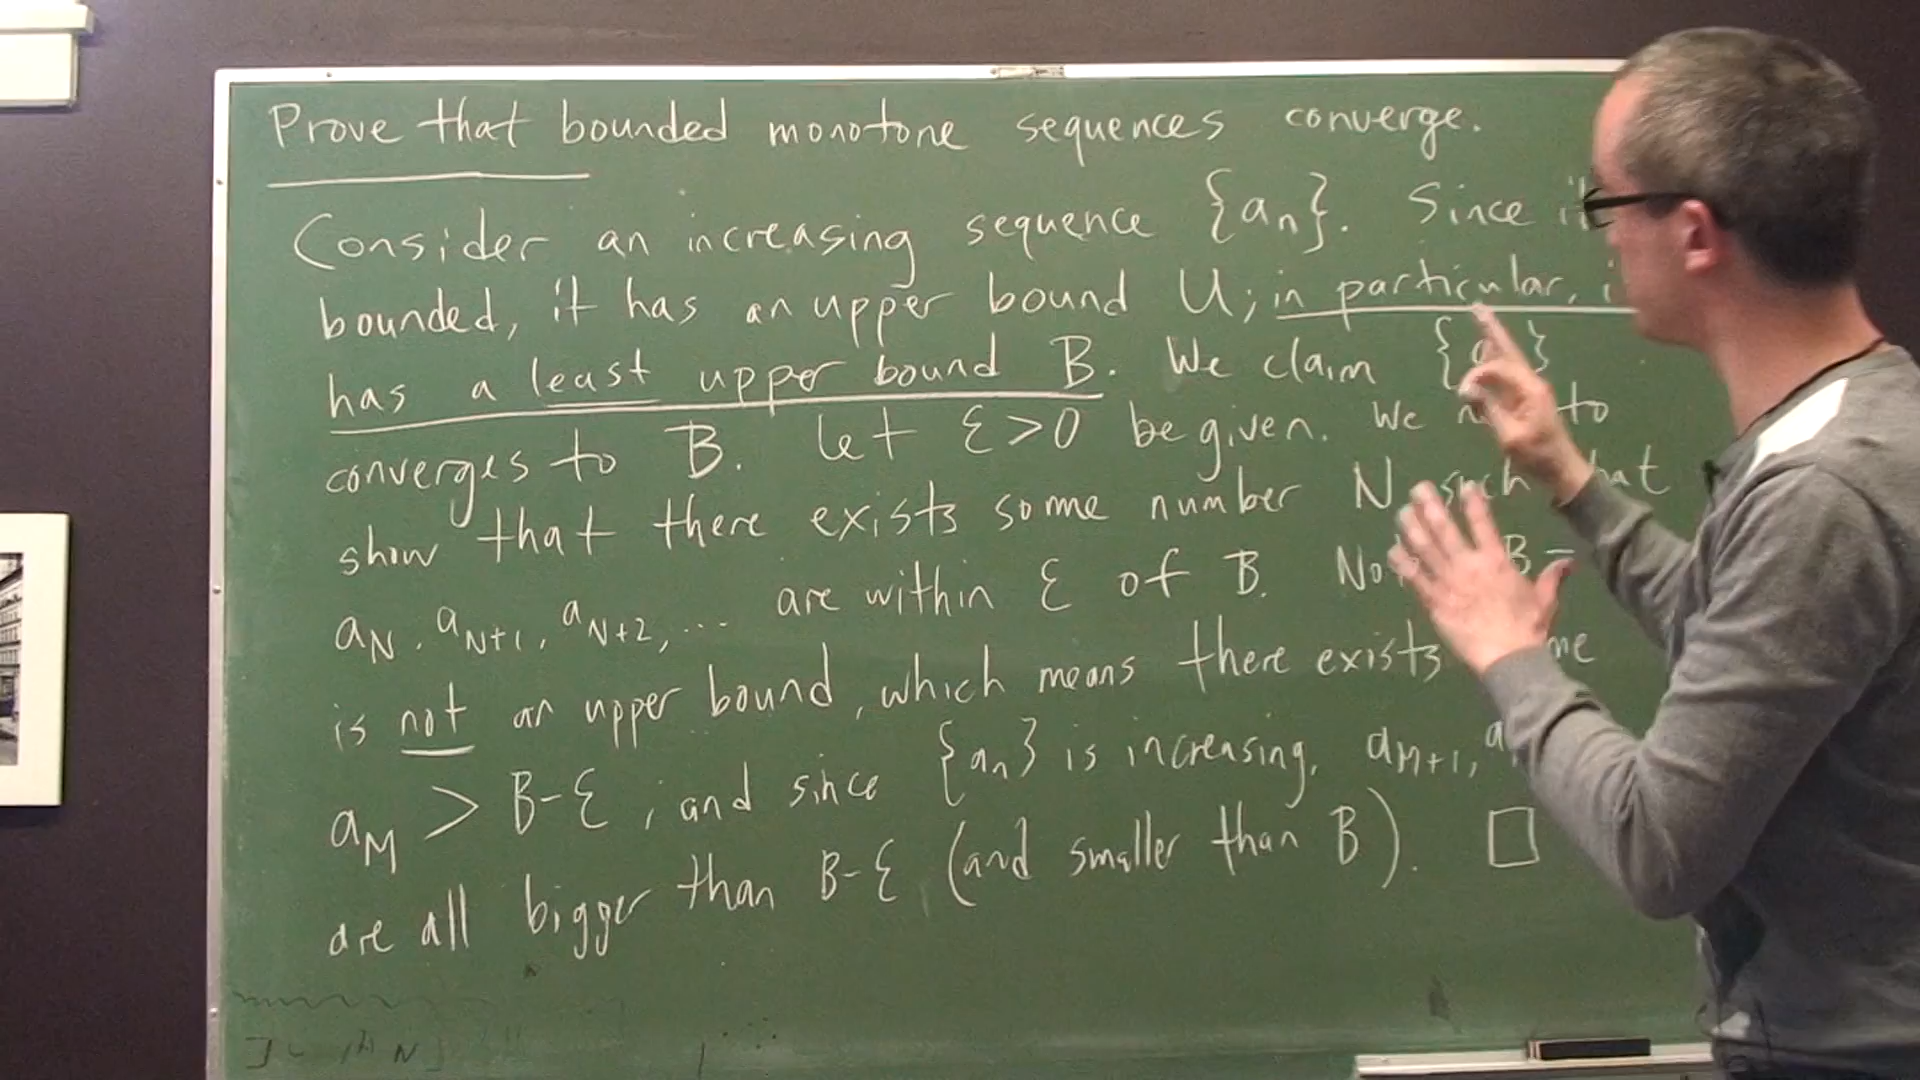 Prove that bounded monotone sequences converge.
Consider an increasing sequence {aₙ}. Since
bounded, it has an upper bound U; in particular,
has a least upper bound B. We claim { }
converges to B. Let ε>0 be given. We to
show that there exists some number N such that
a_N, a_{N+1}, a_{N+2}, ... are within ε of B. B-
is not an upper bound, which means there exists
a_M > B-ε, and since {aₙ} is increasing, a_{M+1},
are all bigger than B-ε (and smaller than B). □